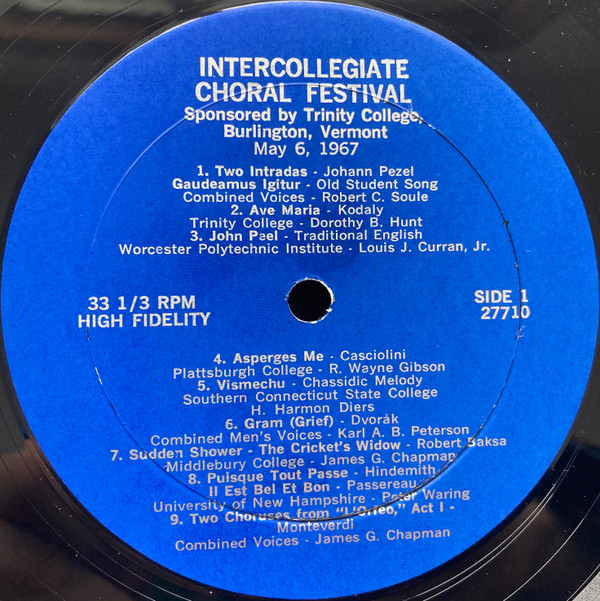 INTERCOLLEGIATE
CHORAL FESTIVAL
Sponsored by Trinity College,
Burlington, Vermont
May 6, 1967
1. Two Intradas - Johann Pezel
Gaudeamus Igitur - Old Student Song
Combined Voices - Robert C. Soule
2. Ave Maria - Kodaly
Trinity College - Dorothy B. Hunt
3. John Peel - Traditional English
Worcester Polytechnic Institute - Louis J. Curran, Jr.
33 1/3 RPM
HIGH FIDELITY
SIDE 1
27710
4. Asperges Me - Casciolini
Plattsburgh College - R. Wayne Gibson
5. Vismechu - Chassidic Melody
Southern Connecticut State College
H. Harmon Diers
6. Gram (Grief) - Dvorák
Combined Men's Voices - Karl A. B. Peterson
7. Sudden Shower - The Cricket's Widow - Robert Baksa
Middlebury College - James G. Chapman
8. Puisque Tout Passe - Hindemith
Il Est Bel Et Bon - Passereau
University of New Hampshire - Peter Waring
9. Two Choruses from "L'Orfeo," Act I -
Monteverdi
Combined Voices - James G. Chapman